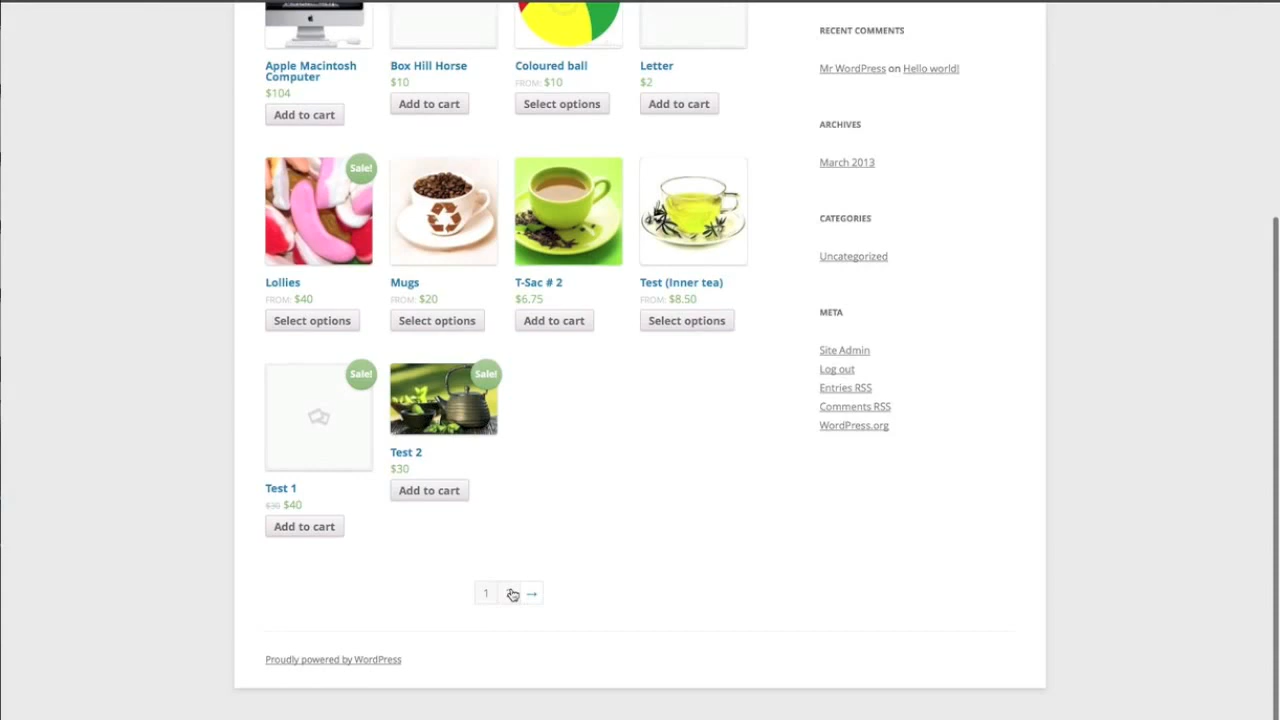 Apple Macintosh
Computer
$104
Add to cart
Box Hill Horse
$10
Add to cart
Coloured ball
FROM: $10
Select options
Letter
$2
Add to cart
Sale!
Lollies
FROM: $40
Select options
Mugs
FROM: $20
Select options
T-Sac # 2
$6.75
Add to cart
Test (Inner tea)
FROM: $8.50
Select options
Sale!
Test 1
$30 $40
Add to cart
Sale!
Test 2
$30
Add to cart
1 →
RECENT COMMENTS
Mr WordPress on Hello world!
ARCHIVES
March 2013
CATEGORIES
Uncategorized
META
Site Admin
Log out
Entries RSS
Comments RSS
WordPress.org
Proudly powered by WordPress